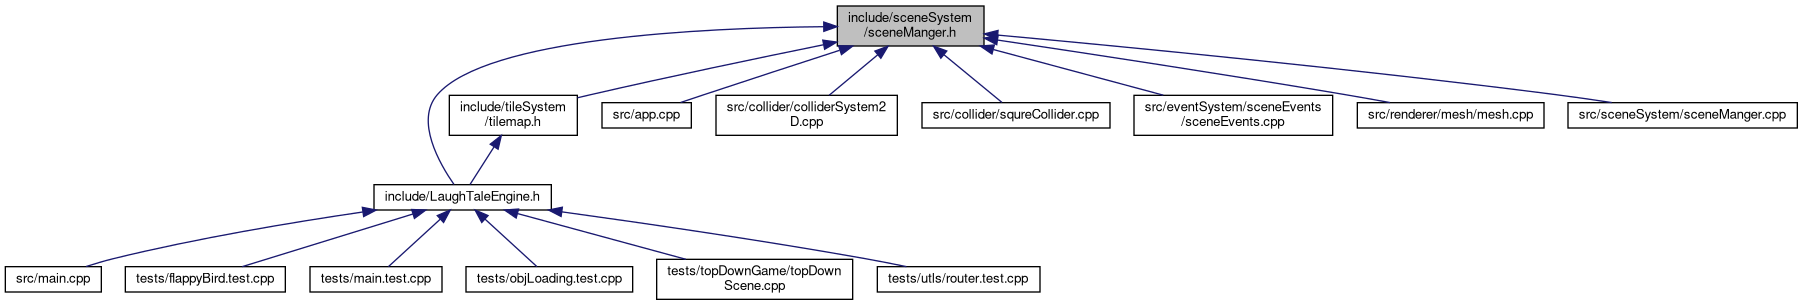 include/sceneSystem
/sceneManger.h
include/tileSystem
/tilemap.h
src/app.cpp
src/collider/colliderSystem2
D.cpp
src/collider/squreCollider.cpp
src/eventSystem/sceneEvents
/sceneEvents.cpp
src/renderer/mesh/mesh.cpp
src/sceneSystem/sceneManger.cpp
include/LaughTaleEngine.h
src/main.cpp
tests/flappyBird.test.cpp
tests/main.test.cpp
tests/objLoading.test.cpp
tests/topDownGame/topDown
Scene.cpp
tests/utls/router.test.cpp